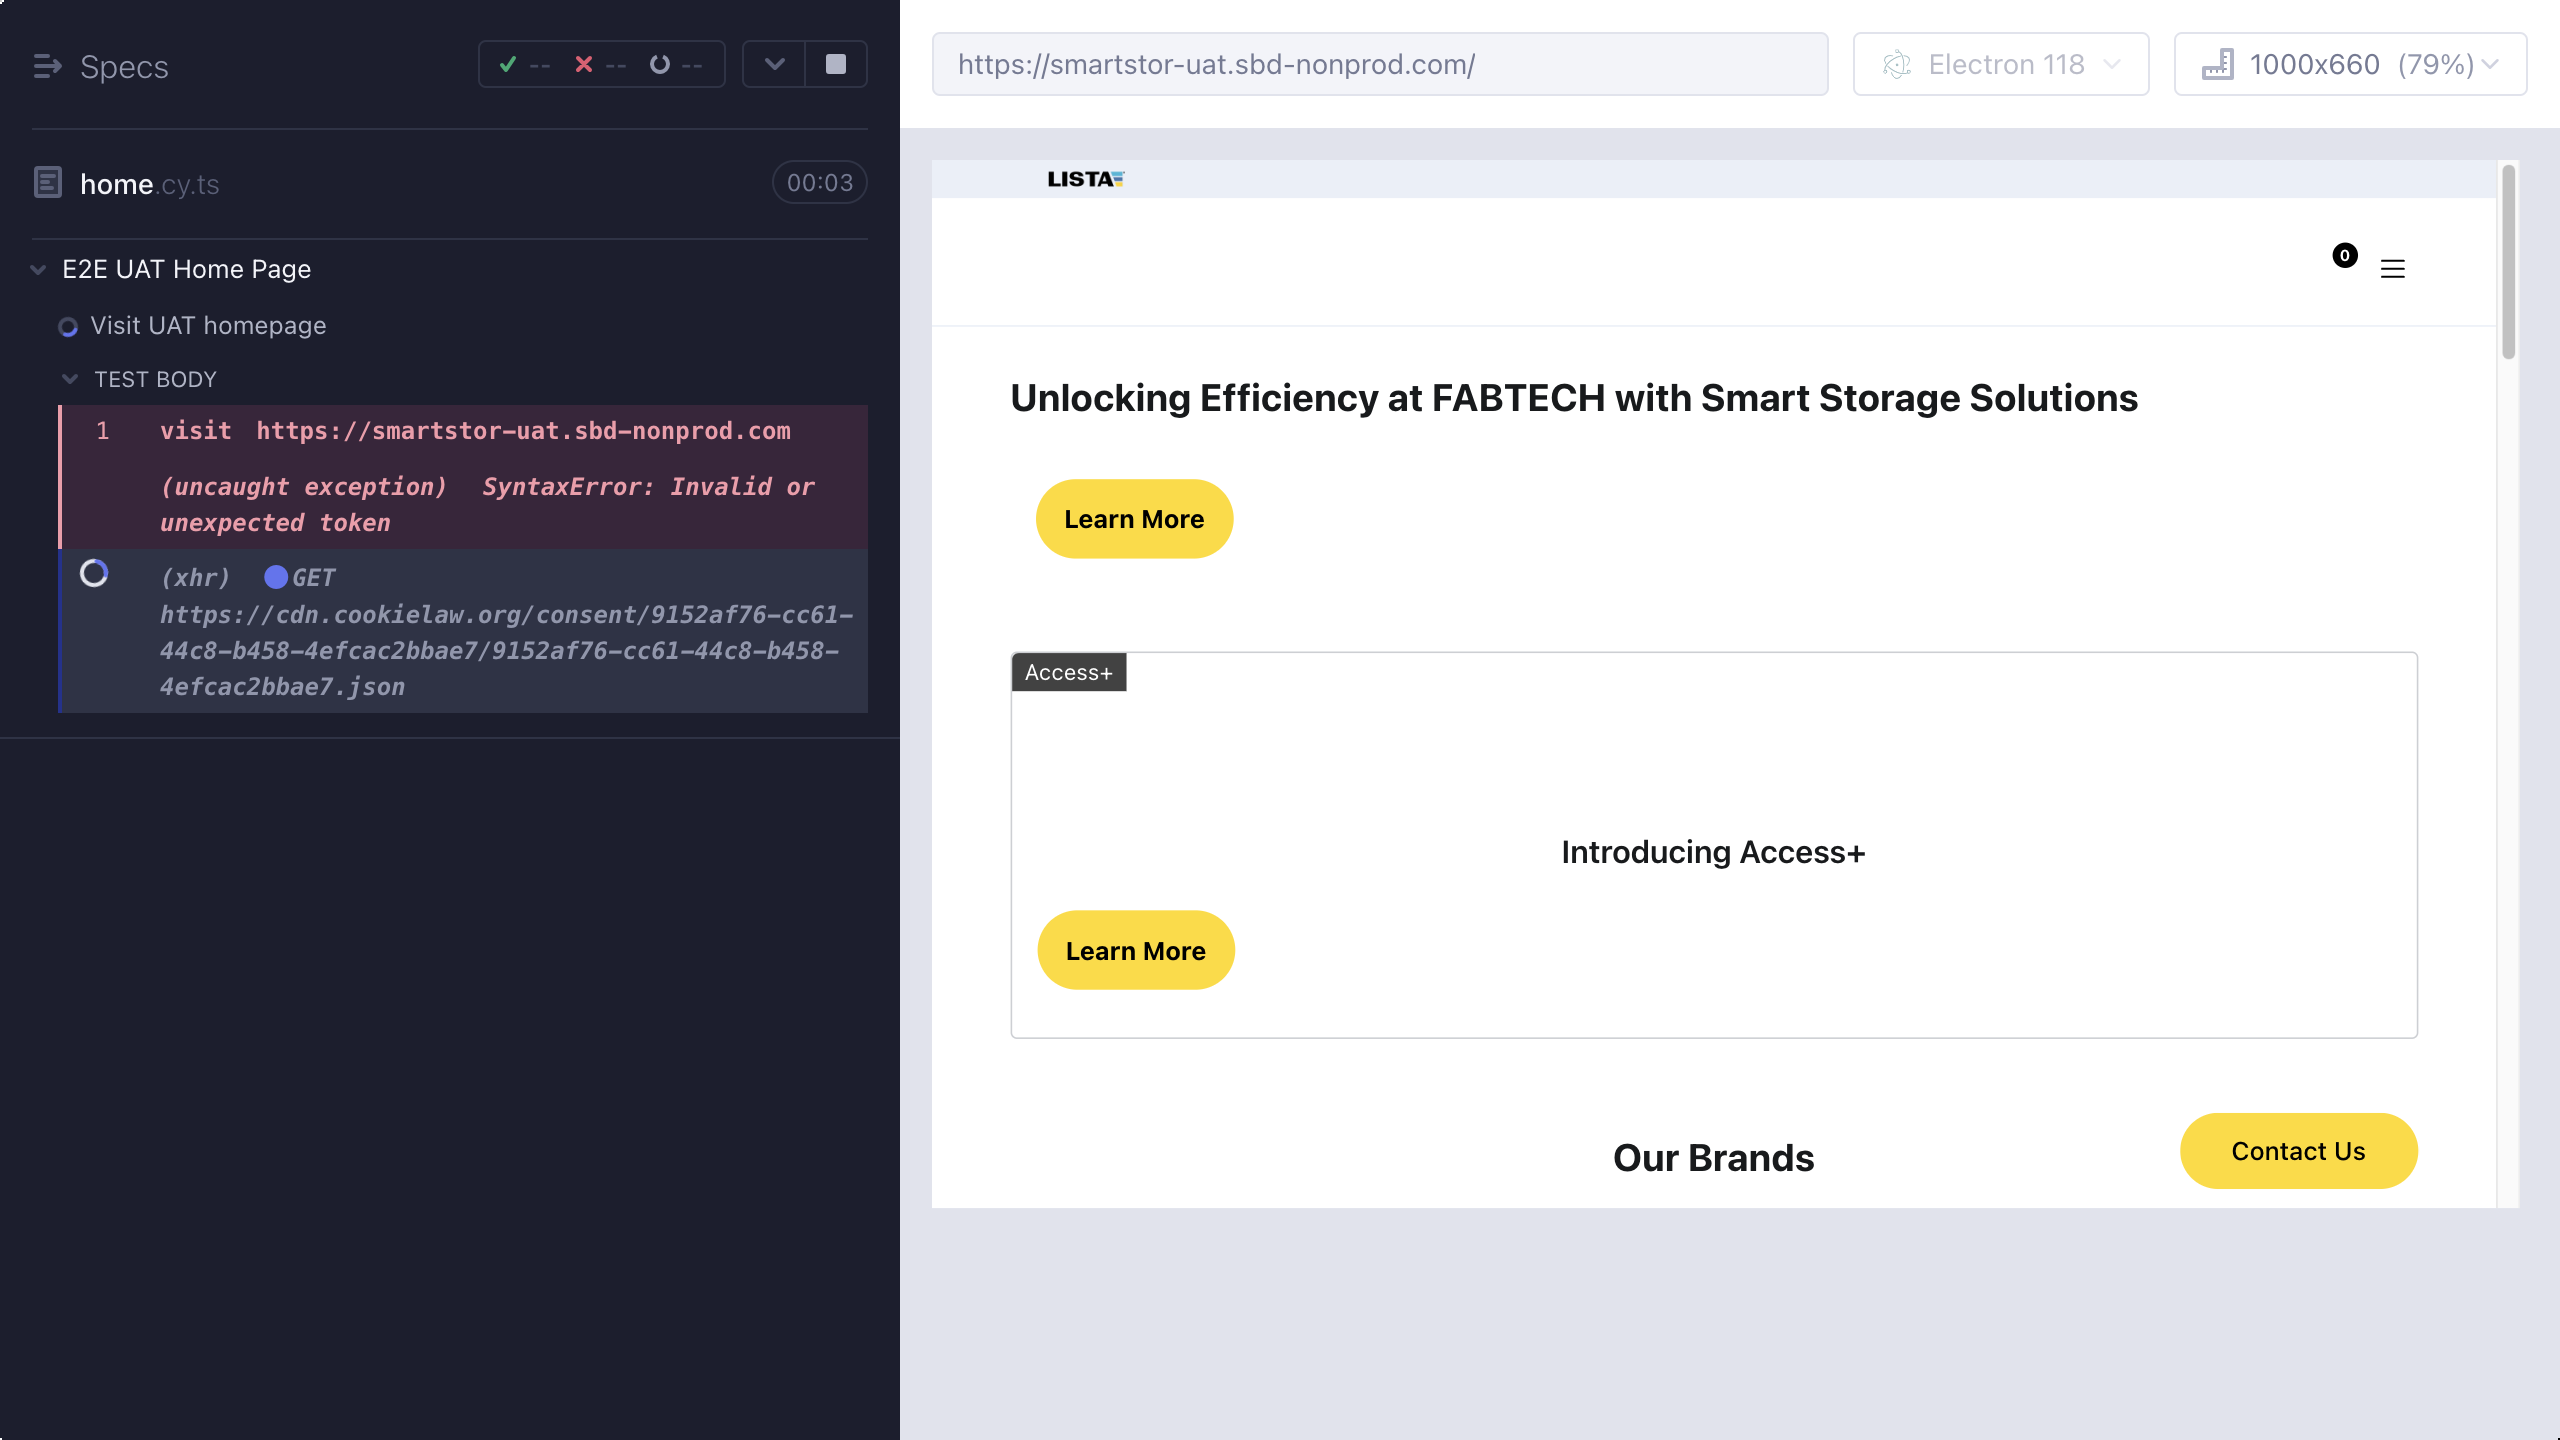 Specs
--
--
--
https://smartstor-uat.sbd-nonprod.com/
Electron 118
1000x660 (79%)
home.cy.ts
00:03
E2E UAT Home Page
Visit UAT homepage
TEST BODY
1 visit https://smartstor-uat.sbd-nonprod.com
(uncaught exception) SyntaxError: Invalid or
unexpected token
(xhr) GET
https://cdn.cookielaw.org/consent/9152af76-cc61-
44c8-b458-4efcac2bbae7/9152af76-cc61-44c8-b458-
4efcac2bbae7.json
LISTA
0
Unlocking Efficiency at FABTECH with Smart Storage Solutions
Learn More
Access+
Introducing Access+
Learn More
Our Brands
Contact Us